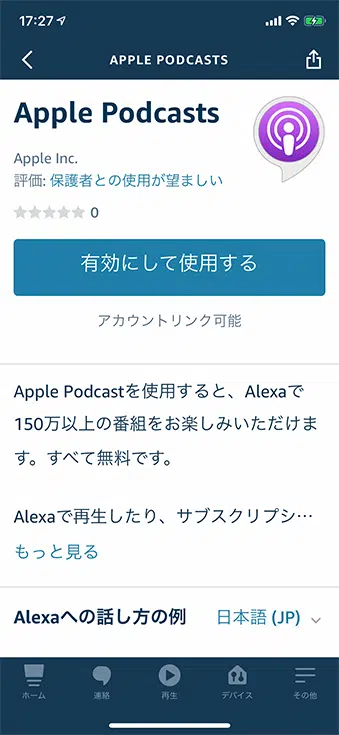 17:27
APPLE PODCASTS
Apple Podcasts
Apple Inc.
評価: 保護者との使用が望ましい
0
有効にして使用する
アカウントリンク可能
Apple Podcastを使用すると、Alexaで
150万以上の番組をお楽しみいただけま
す。すべて無料です。
Alexaで再生したり、サブスクリプシ…
もっと見る
Alexaへの話し方の例 日本語 (JP)
ホーム 連絡 再生 デバイス その他